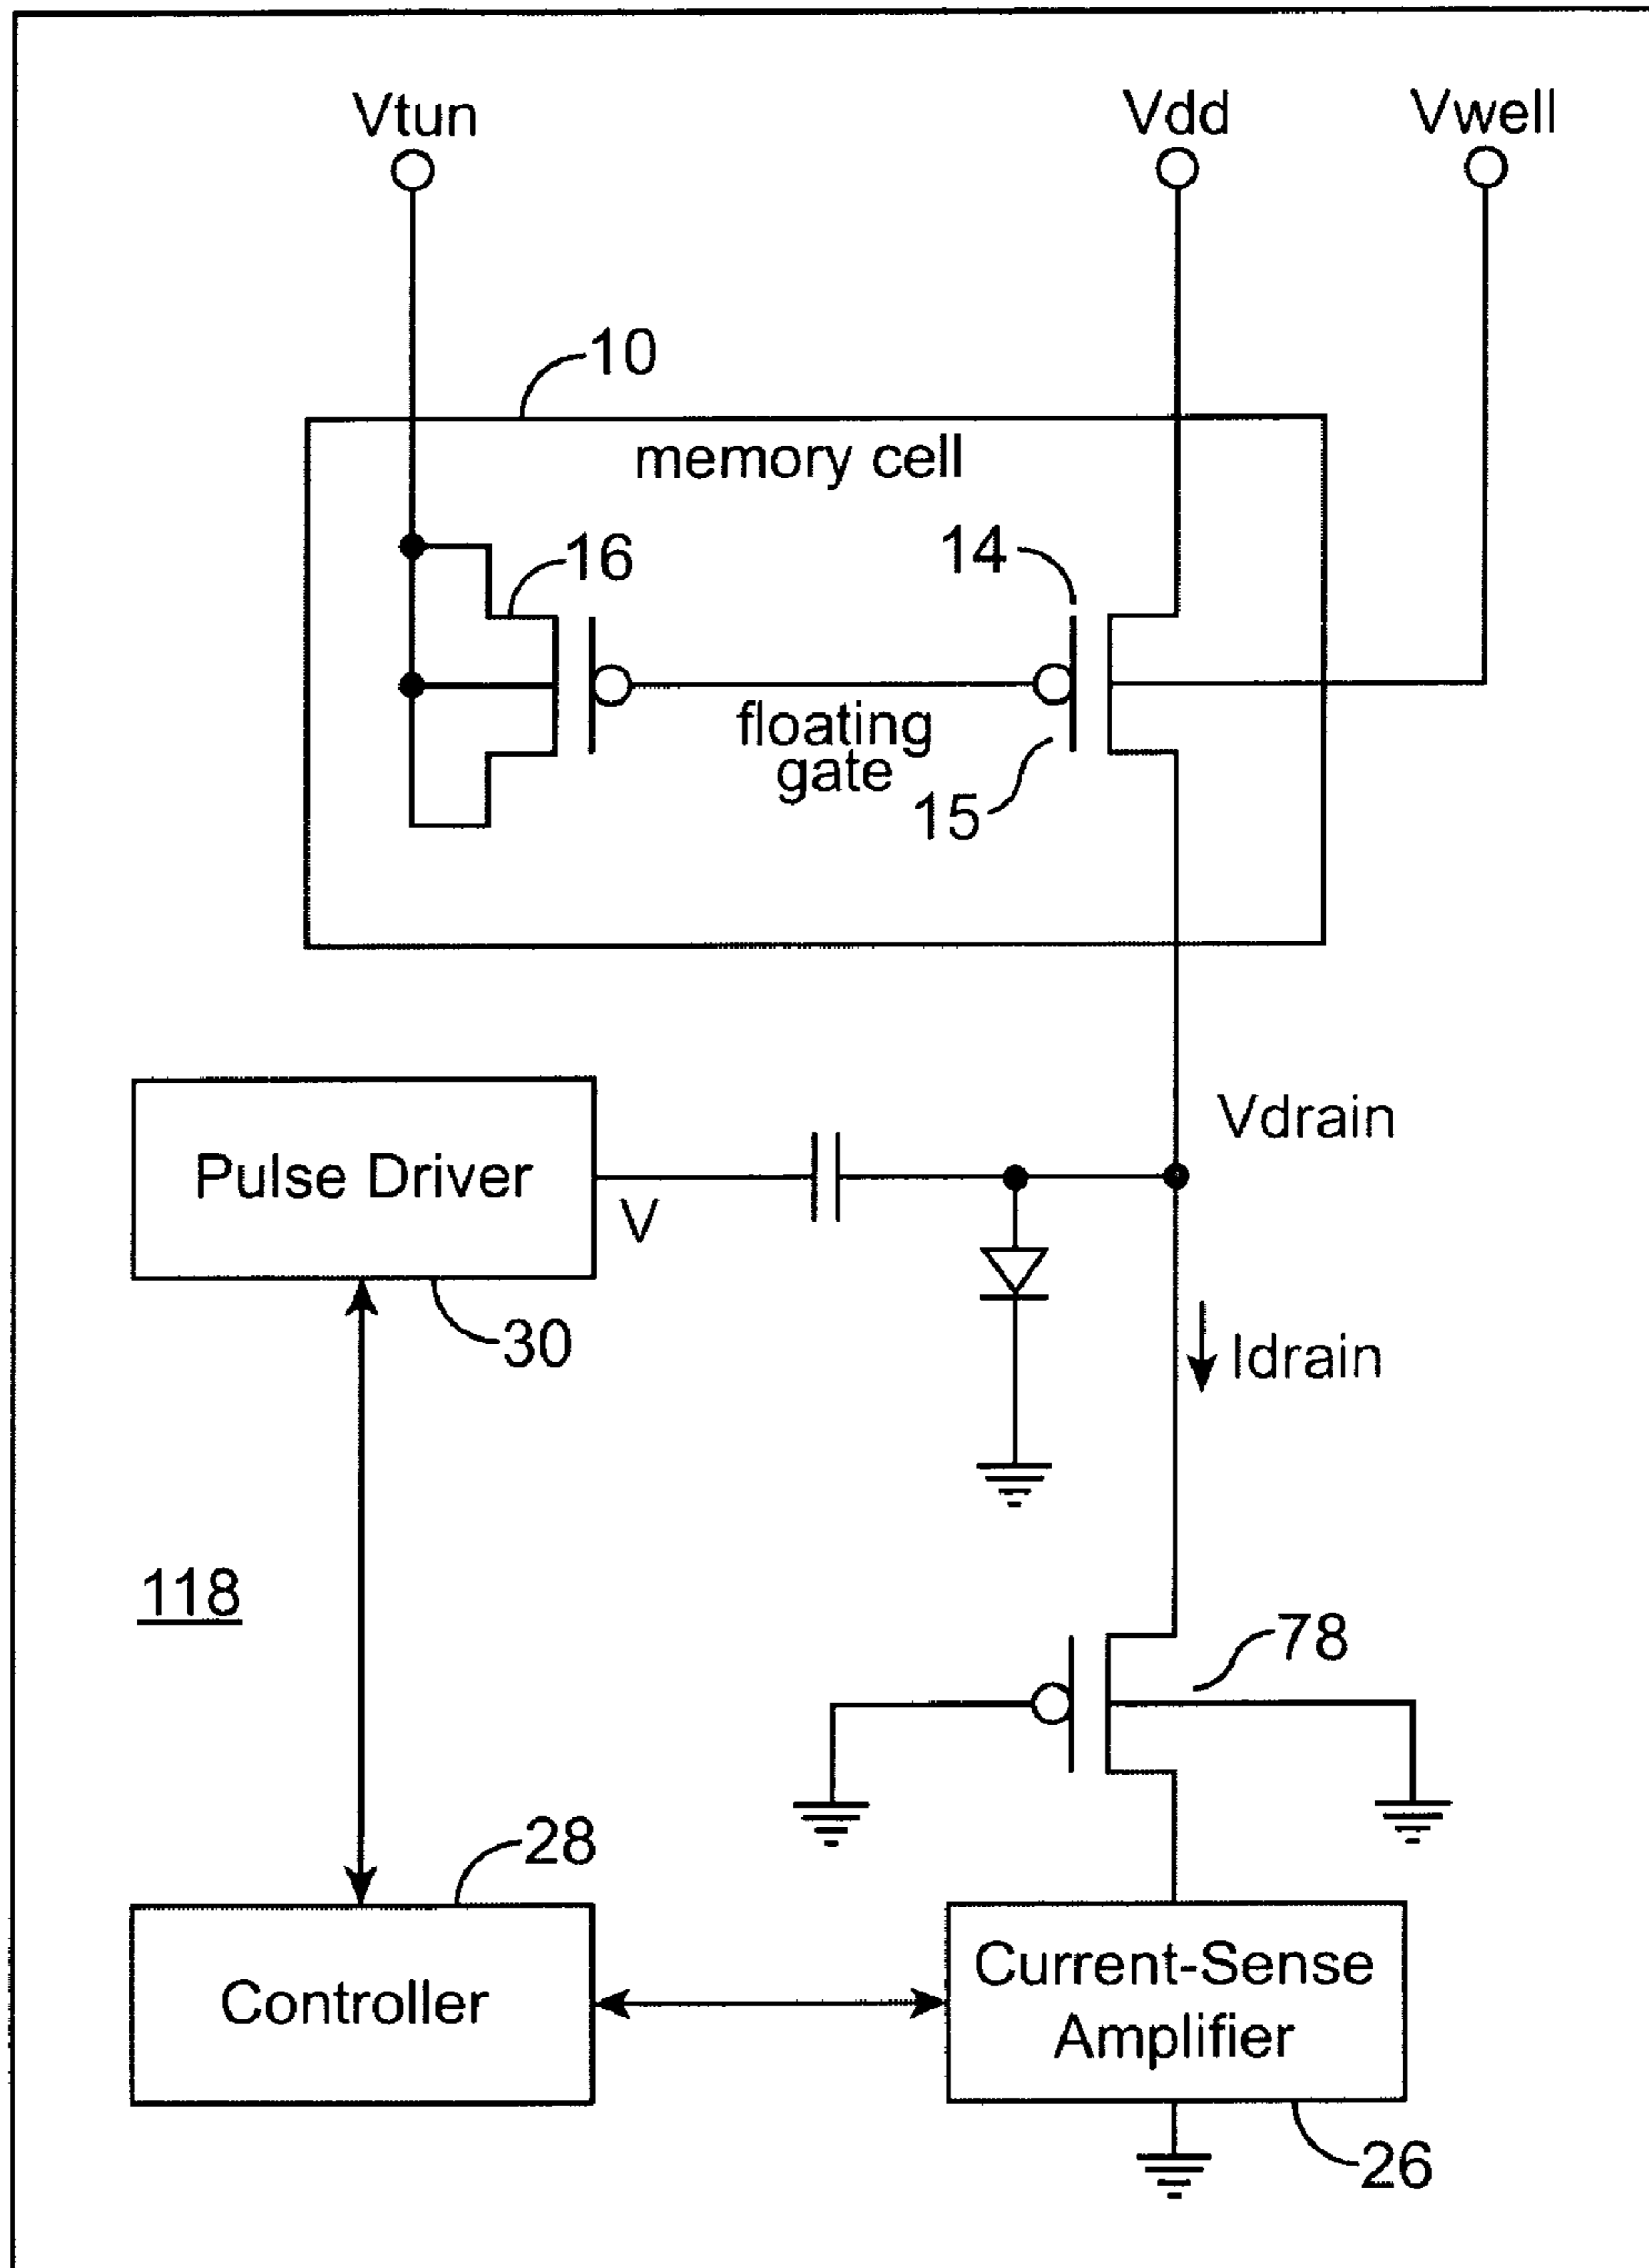 Vtun
Vdd
Vwell
10
memory cell
16
14
floating
gate
15
Vdrain
Pulse Driver
V
30
Idrain
118
78
28
Controller
Current-Sense
Amplifier
26